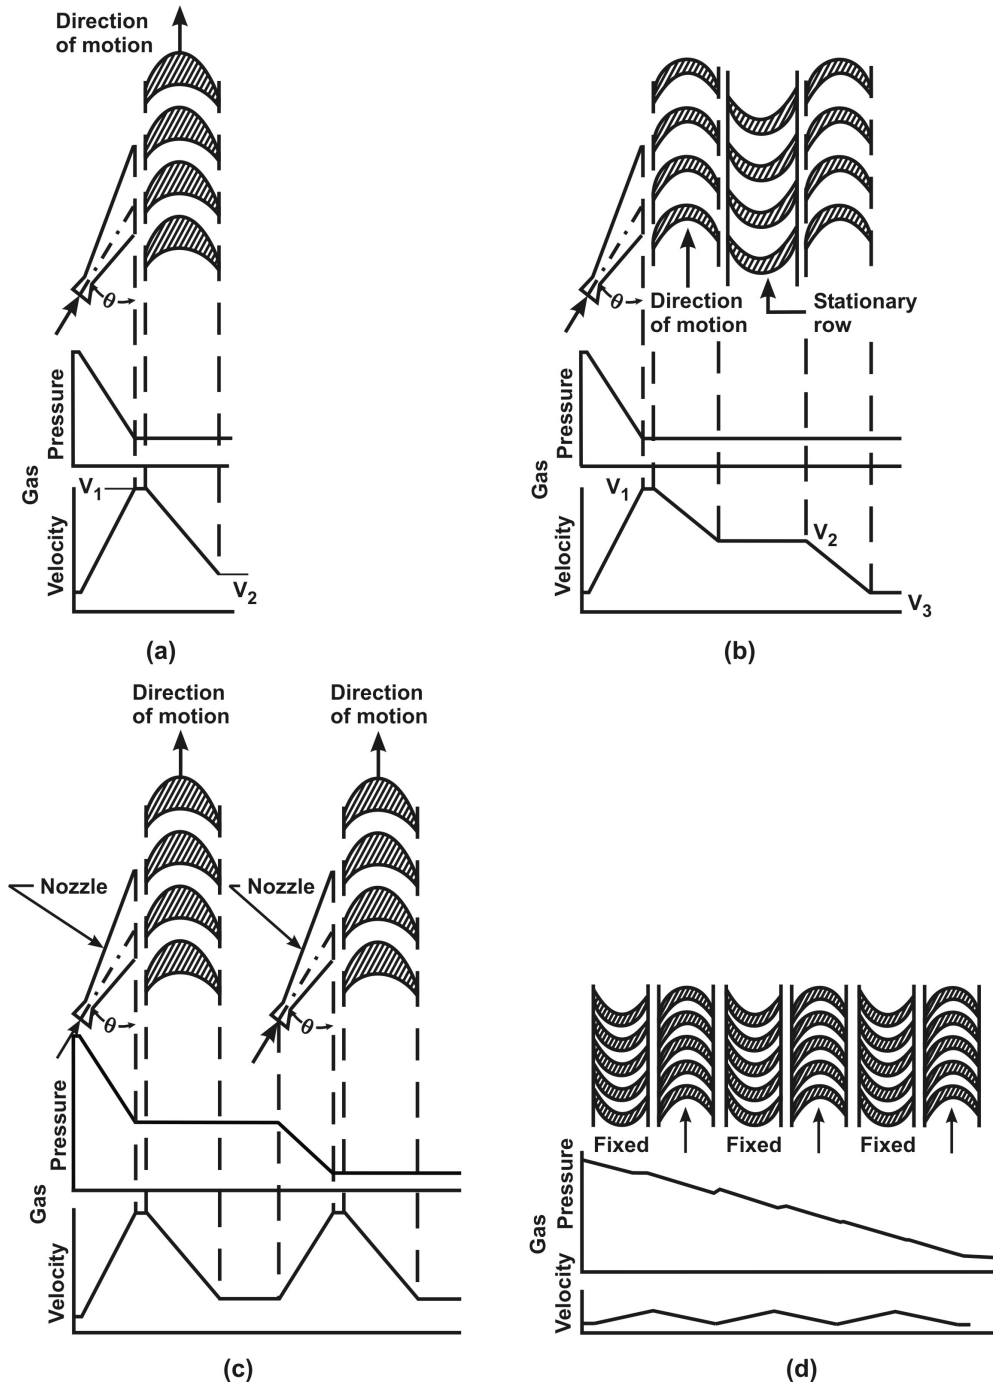 Direction
of motion
θ
Pressure
Gas
Velocity
V1
V2
(a)
θ
Direction
of motion
Stationary
row
Pressure
Gas
Velocity
V1
V2
V3
(b)
Direction
of motion
Direction
of motion
Nozzle
Nozzle
θ
θ
Pressure
Gas
Velocity
(c)
Fixed
Fixed
Fixed
Pressure
Gas
Velocity
(d)